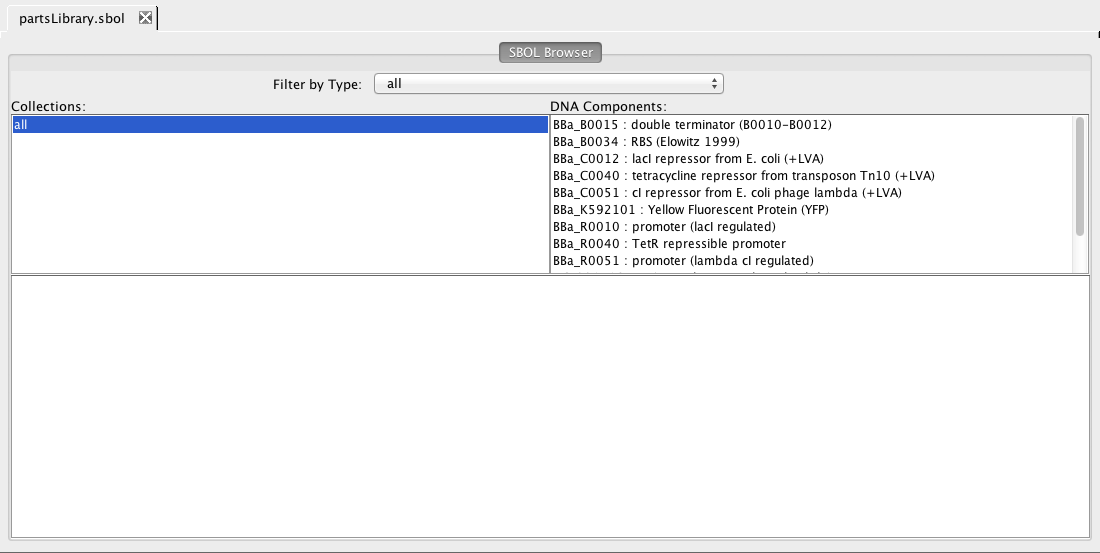 partsLibrary.sbol
SBOL Browser
Filter by Type: all
Collections:
all
DNA Components:
BBa_B0015 : double terminator (B0010-B0012)
BBa_B0034 : RBS (Elowitz 1999)
BBa_C0012 : lacI repressor from E. coli (+LVA)
BBa_C0040 : tetracycline repressor from transposon Tn10 (+LVA)
BBa_C0051 : cI repressor from E. coli phage lambda (+LVA)
BBa_K592101 : Yellow Fluorescent Protein (YFP)
BBa_R0010 : promoter (lacI regulated)
BBa_R0040 : TetR repressible promoter
BBa_R0051 : promoter (lambda cI regulated)